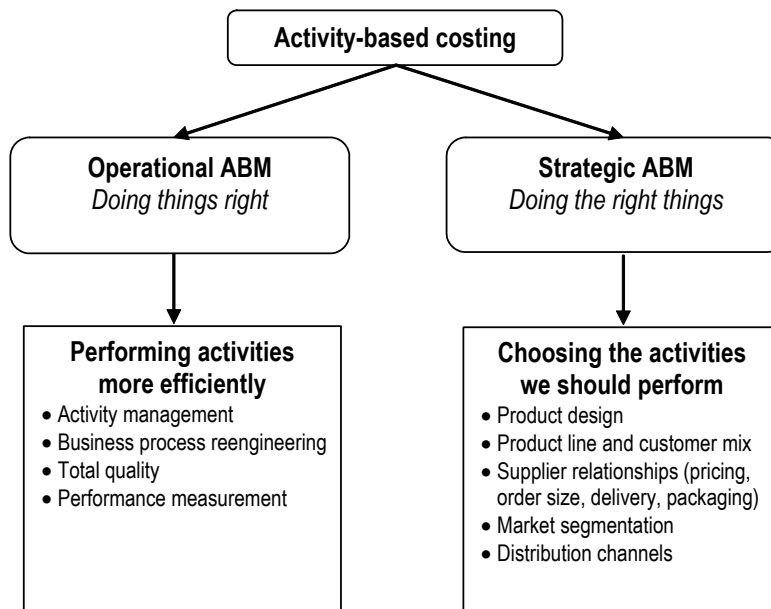 Activity-based costing
Operational ABM
Doing things right
Strategic ABM
Doing the right things
Performing activities
more efficiently
• Activity management
• Business process reengineering
• Total quality
• Performance measurement
Choosing the activities
we should perform
• Product design
• Product line and customer mix
• Supplier relationships (pricing,
order size, delivery, packaging)
• Market segmentation
• Distribution channels